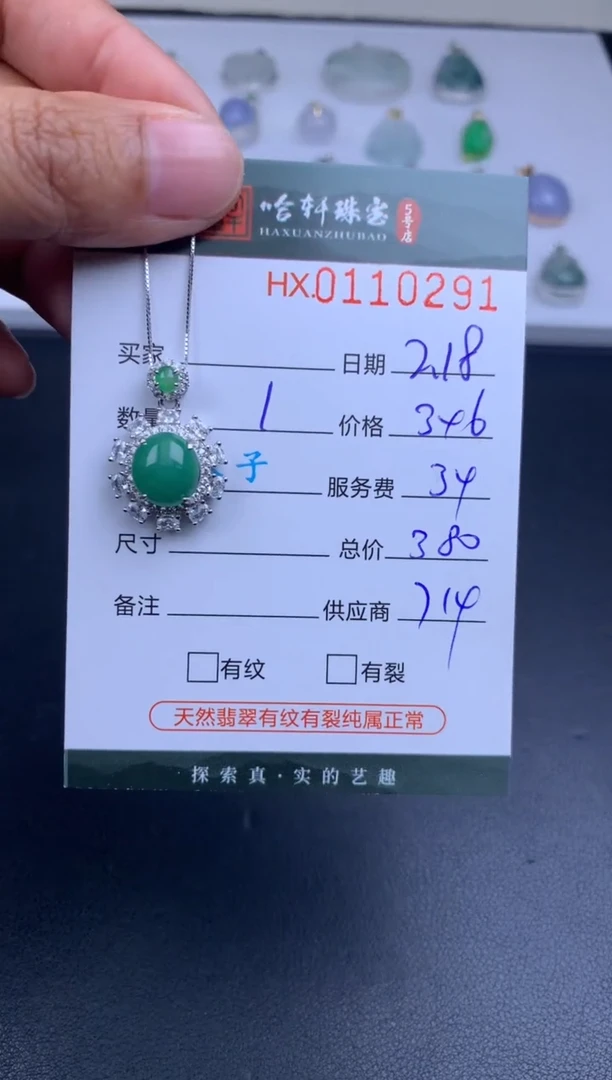 哈轩珠宝 5号店
HAXUANZHUBAO
HX.0110291
买家 日期 2.18
数量 1 价格 346
子 服务费 34
尺寸 总价 380
备注 供应商 714
有纹 有裂
天然翡翠有纹有裂纯属正常
探索真·实的艺趣